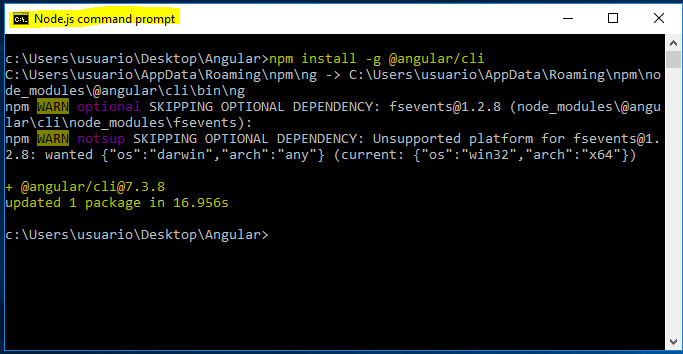 Node.js command prompt
c:\Users\usuario\Desktop\Angular>npm install -g @angular/cli
C:\Users\usuario\AppData\Roaming\npm\ng -> C:\Users\usuario\AppData\Roaming\npm\no
de_modules\@angular\cli\bin\ng
npm WARN optional SKIPPING OPTIONAL DEPENDENCY: fsevents@1.2.8 (node_modules\@angu
lar\cli\node_modules\fsevents):
npm WARN notsup SKIPPING OPTIONAL DEPENDENCY: Unsupported platform for fsevents@1.
2.8: wanted {"os":"darwin","arch":"any"} (current: {"os":"win32","arch":"x64"})
+ @angular/cli@7.3.8
updated 1 package in 16.956s
c:\Users\usuario\Desktop\Angular>